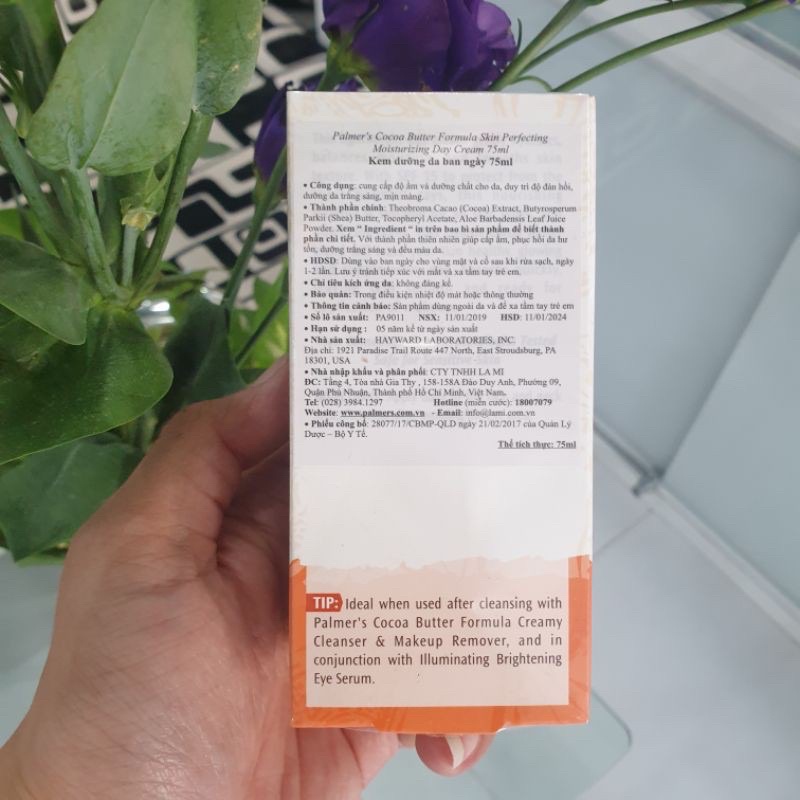 Palmer's Cocoa Butter Formula Skin Perfecting
Moisturizing Day Cream 75ml
Kem dưỡng da ban ngày 75ml
• Công dụng: cung cấp độ ẩm và dưỡng chất cho da, duy trì độ đàn hồi,
dưỡng da trắng sáng, mịn màng.
• Thành phần chính: Theobroma Cacao (Cocoa) Extract, Butyrosperum
Parkii (Shea) Butter, Tocopheryl Acetate, Aloe Barbadensis Leaf Juice
Powder. Xem “ Ingredient “ in trên bao bì sản phẩm để biết thành
phần chi tiết. Với thành phần thiên nhiên giúp cấp ẩm, phục hồi da hư
tổn, dưỡng trắng sáng và đều màu da.
• HDSD: Dùng vào ban ngày cho vùng mặt và cổ sau khi rửa sạch, ngày
1-2 lần. Lưu ý tránh tiếp xúc với mắt và xa tầm tay trẻ em.
• Chỉ tiêu kích ứng da: không đáng kể.
• Bảo quản: Trong điều kiện nhiệt độ mát hoặc thông thường
• Thông tin cảnh báo: Sản phẩm dùng ngoài da và để xa tầm tay trẻ em
• Số lô sản xuất: PA9011 NSX: 11/01/2019 HSD: 11/01/2024
• Hạn sử dụng : 05 năm kể từ ngày sản xuất
• Nhà sản xuất: HAYWARD LABORATORIES, INC.
Địa chỉ: 1921 Paradise Trail Route 447 North, East Stroudsburg, PA
18301, USA
• Nhà nhập khẩu và phân phối: CTY TNHH LA MI
ĐC: Tầng 4, Tòa nhà Gia Thy , 158-158A Đào Duy Anh, Phường 09,
Quận Phú Nhuận, Thành phố Hồ Chí Minh, Việt Nam.
Tel: (028) 3984.1297 Hotline (miễn cước): 18007079
Website: www.palmers.com.vn - Email: info@lami.com.vn
• Phiếu công bố: 28077/17/CBMP-QLD ngày 21/02/2017 của Quản Lý
Dược – Bộ Y Tế.
Thể tích thực: 75ml
TIP: Ideal when used after cleansing with
Palmer's Cocoa Butter Formula Creamy
Cleanser & Makeup Remover, and in
conjunction with Illuminating Brightening
Eye Serum.